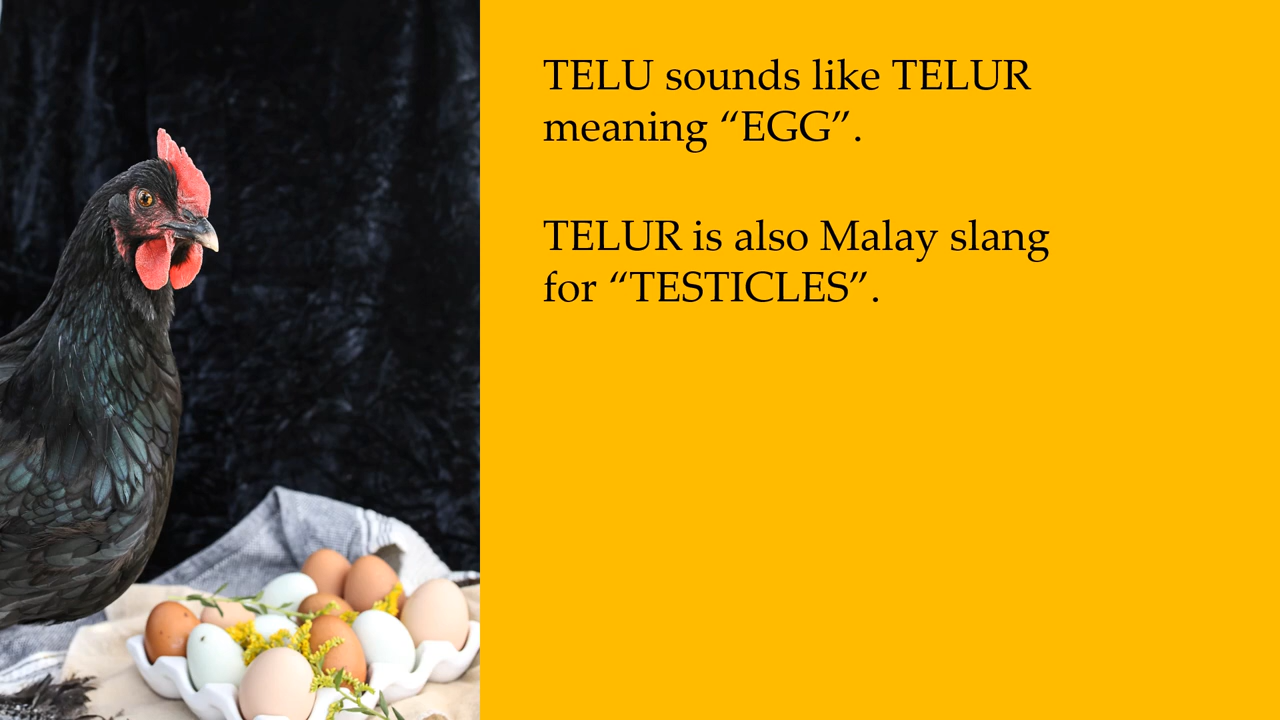 TELU sounds like TELUR
meaning “EGG”.
TELUR is also Malay slang
for “TESTICLES”.